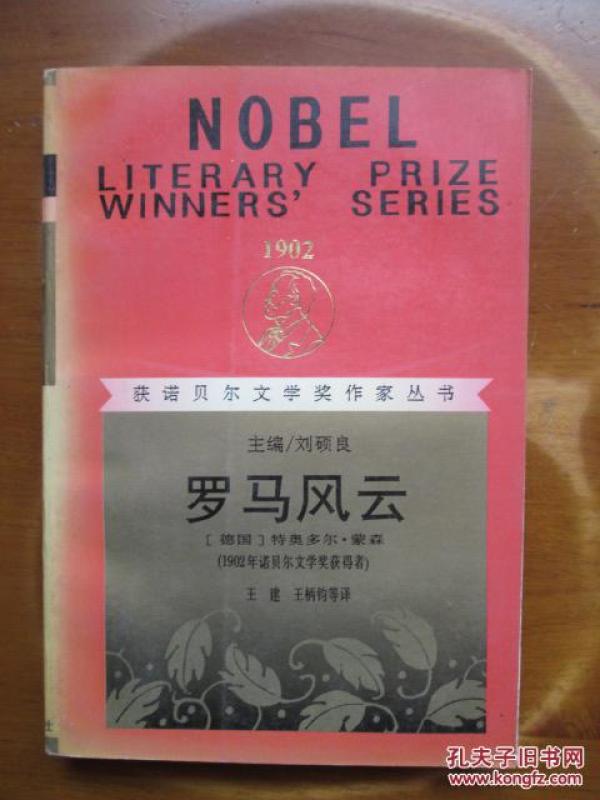 NOBEL
LITERARY PRIZE
WINNERS' SERIES
1902
获诺贝尔文学奖作家丛书
主编/刘硕良
罗马风云
[德国]特奥多尔·蒙森
(1902年诺贝尔文学奖获得者)
王建 王柄钧等译
社
孔夫子旧书网
www.kongfz.com